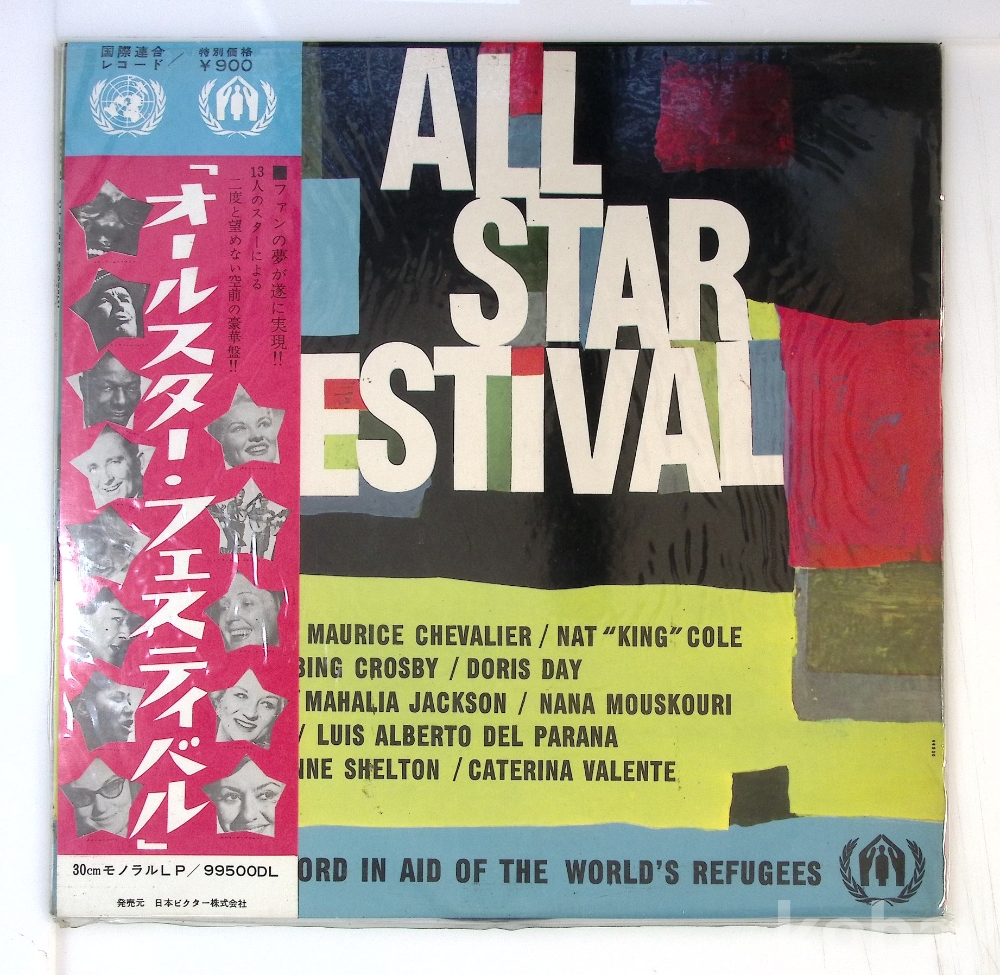 国際連合
レコード／
特別価格
￥900
■ファンの夢が遂に実現!!
13人のスターによる
二度と望めない空前の豪華盤!!
「オールスター・フェスティバル」
30cmモノラルLP／99500DL
発売元 日本ビクター株式会社
ALL
STAR
ESTiVAL
MAURICE CHEVALIER / NAT "KING" COLE
BING CROSBY / DORIS DAY
MAHALIA JACKSON / NANA MOUSKOURI
/ LUIS ALBERTO DEL PARANA
NNE SHELTON / CATERINA VALENTE
ORD IN AID OF THE WORLD'S REFUGEES